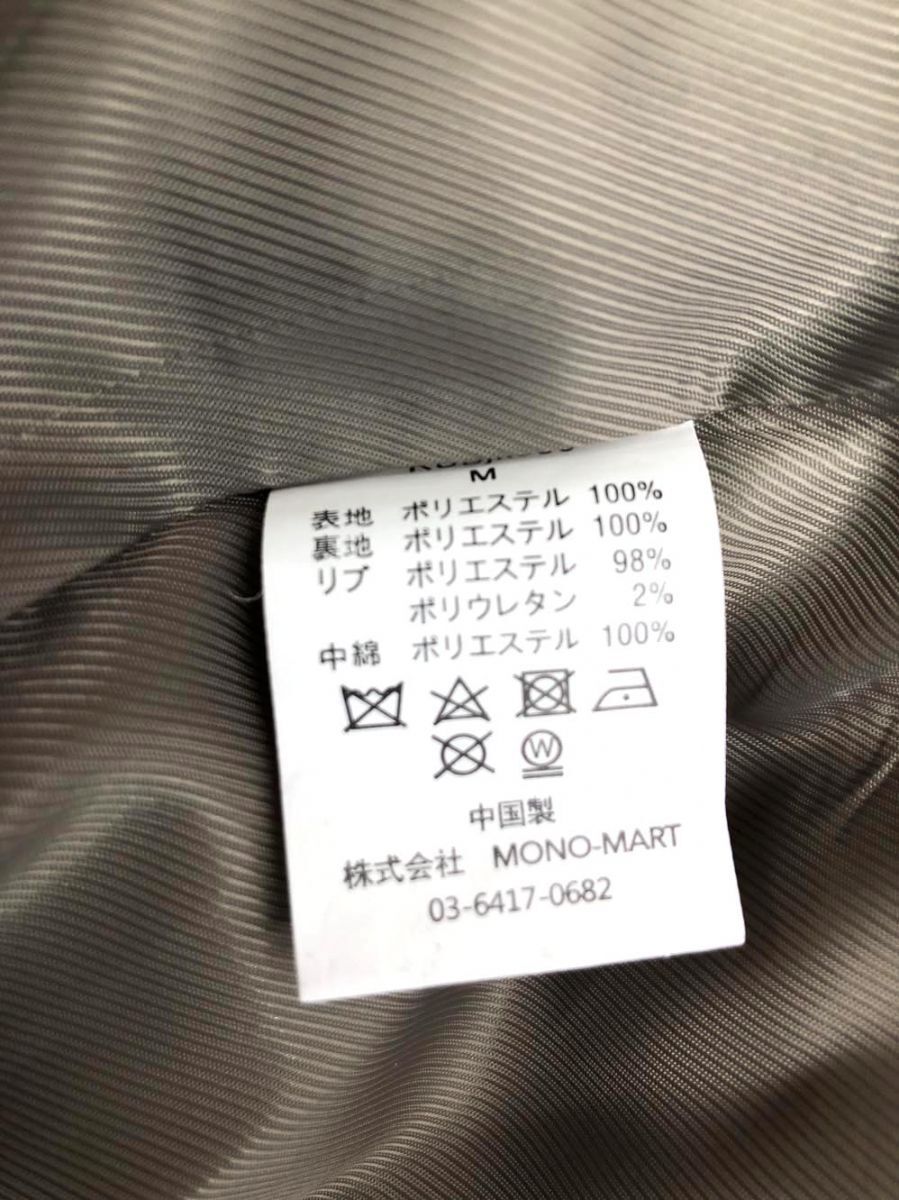 M
表地 ポリエステル 100%
裏地 ポリエステル 100%
リブ ポリエステル 98%
ポリウレタン 2%
中綿 ポリエステル 100%
W
中国製
株式会社 MONO-MART
03-6417-0682